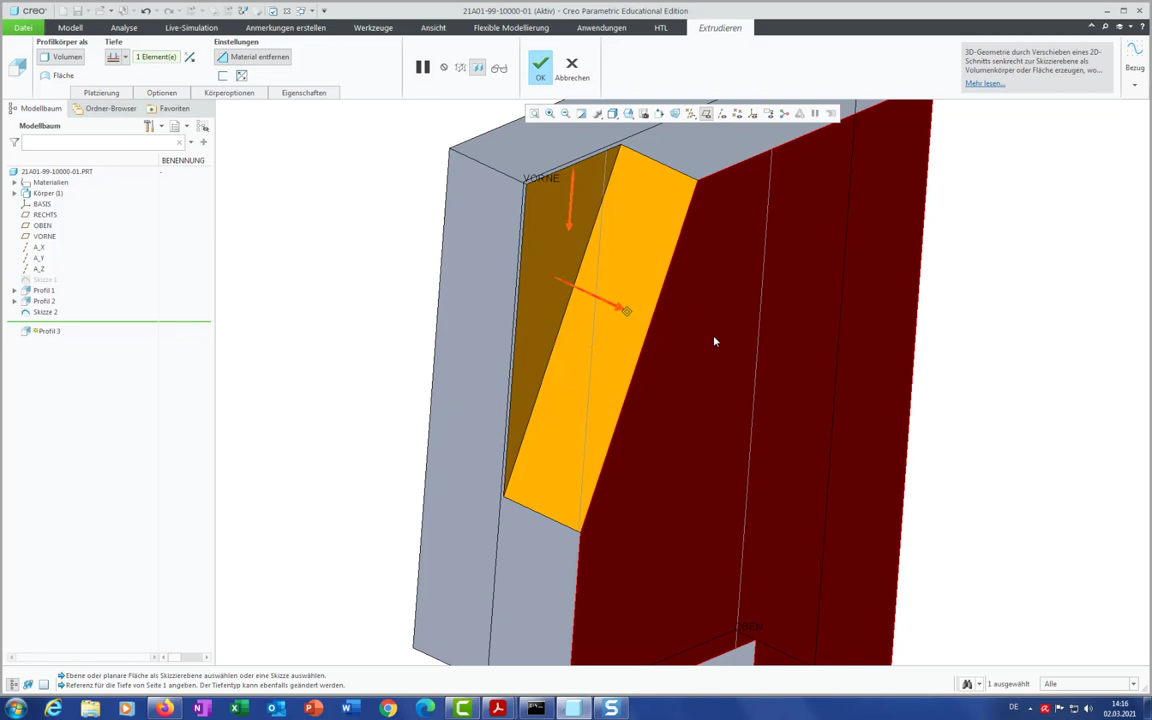 creo
21A01-99-10000-01 (Aktiv) - Creo Parametric Educational Edition
Datei Modell Analyse Live-Simulation Anmerkungen erstellen Werkzeuge Ansicht Flexible Modellierung Anwendungen HTL Extrudieren
Profilkörper als Tiefe Einstellungen
Volumen 1 Element(e) Material entfernen
Fläche
OK Abbrechen
3D-Geometrie durch Verschieben eines 2D-
Schnitts senkrecht zur Skizzierebene als
Volumenkörper oder Fläche erzeugen, wo...
Mehr lesen...
Bezug
Platzierung Optionen Körperoptionen Eigenschaften
Modellbaum Ordner-Browser Favoriten
Modellbaum
BENENNUNG
21A01-99-10000-01.PRT
Materialien
Körper (1)
BASIS
RECHTS
OBEN
VORNE
A_X
A_Y
A_Z
Skizze 1
Profil 1
Profil 2
Skizze 2
Profil 3
VORNE
OBEN
Ebene oder planare Fläche als Skizzierebene auswählen oder eine Skizze auswählen.
Referenz für die Tiefe von Seite 1 angeben. Der Tiefentyp kann ebenfalls geändert werden.
1 ausgewählt Alle
DE 14:16
02.03.2021